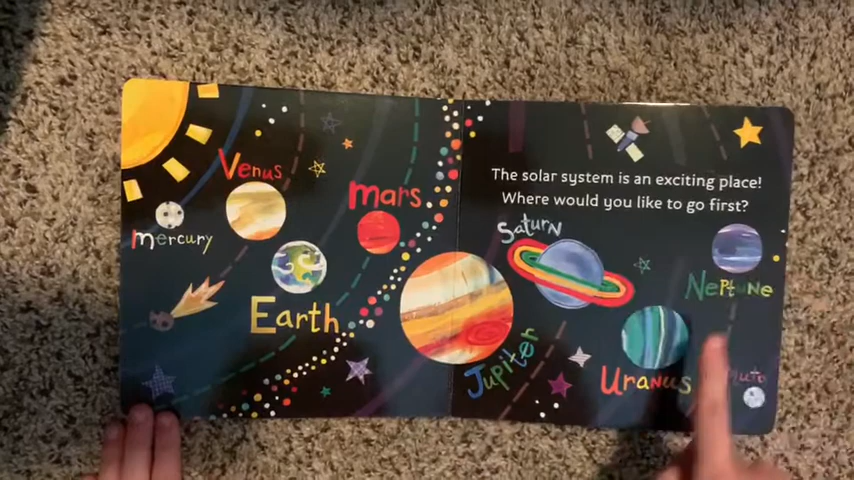 Venus
mercury
mars
Earth
The solar system is an exciting place!
Where would you like to go first?
Saturn
Jupiter
Neptune
Uranus
Pluto